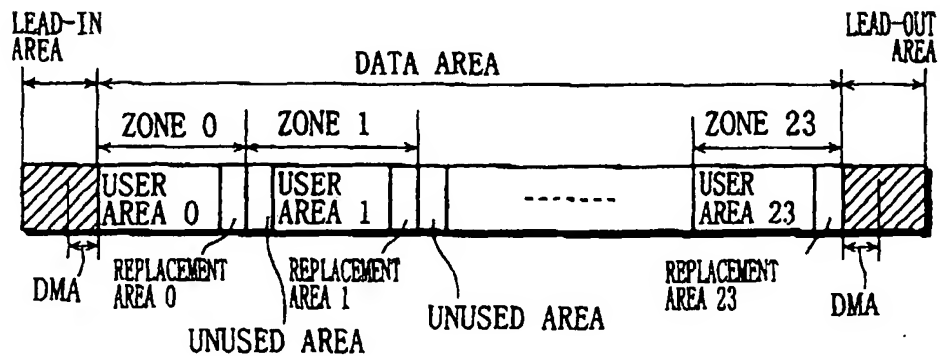 LEAD-IN
AREA
LEAD-OUT
AREA
DATA AREA
ZONE 0
ZONE 1
ZONE 23
USER
AREA 0
USER
AREA 1
------
USER
AREA 23
DMA
REPLACEMENT
AREA 0
REPLACEMENT
AREA 1
REPLACEMENT
AREA 23
DMA
UNUSED AREA
UNUSED AREA